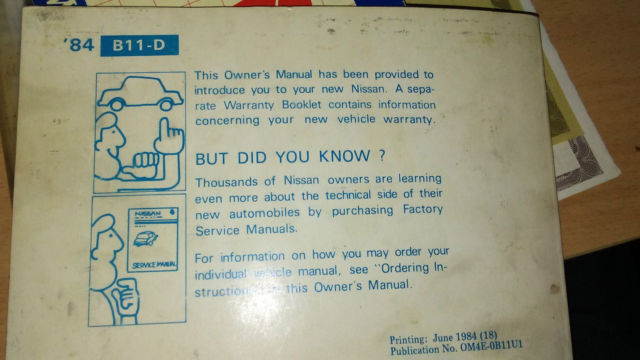 '84 B11-D
This Owner's Manual has been provided to
introduce you to your new Nissan. A sepa-
rate Warranty Booklet contains information
concerning your new vehicle warranty.
BUT DID YOU KNOW ?
Thousands of Nissan owners are learning
even more about the technical side of their
new automobiles by purchasing Factory
Service Manuals.
NISSAN
SERVICE MANUAL
For information on how you may order your
individual vehicle manual, see "Ordering In-
struction this Owner's Manual.
Printing: June 1984 (18)
Publication No. OM4E-0B11U1